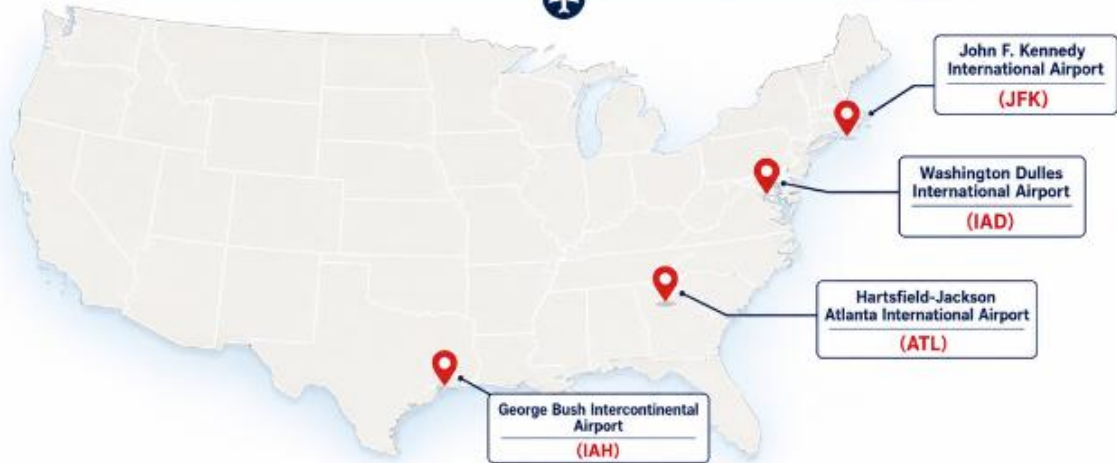 John F. Kennedy
International Airport
(JFK)
Washington Dulles
International Airport
(IAD)
Hartsfield-Jackson
Atlanta International Airport
(ATL)
George Bush Intercontinental
Airport
(IAH)